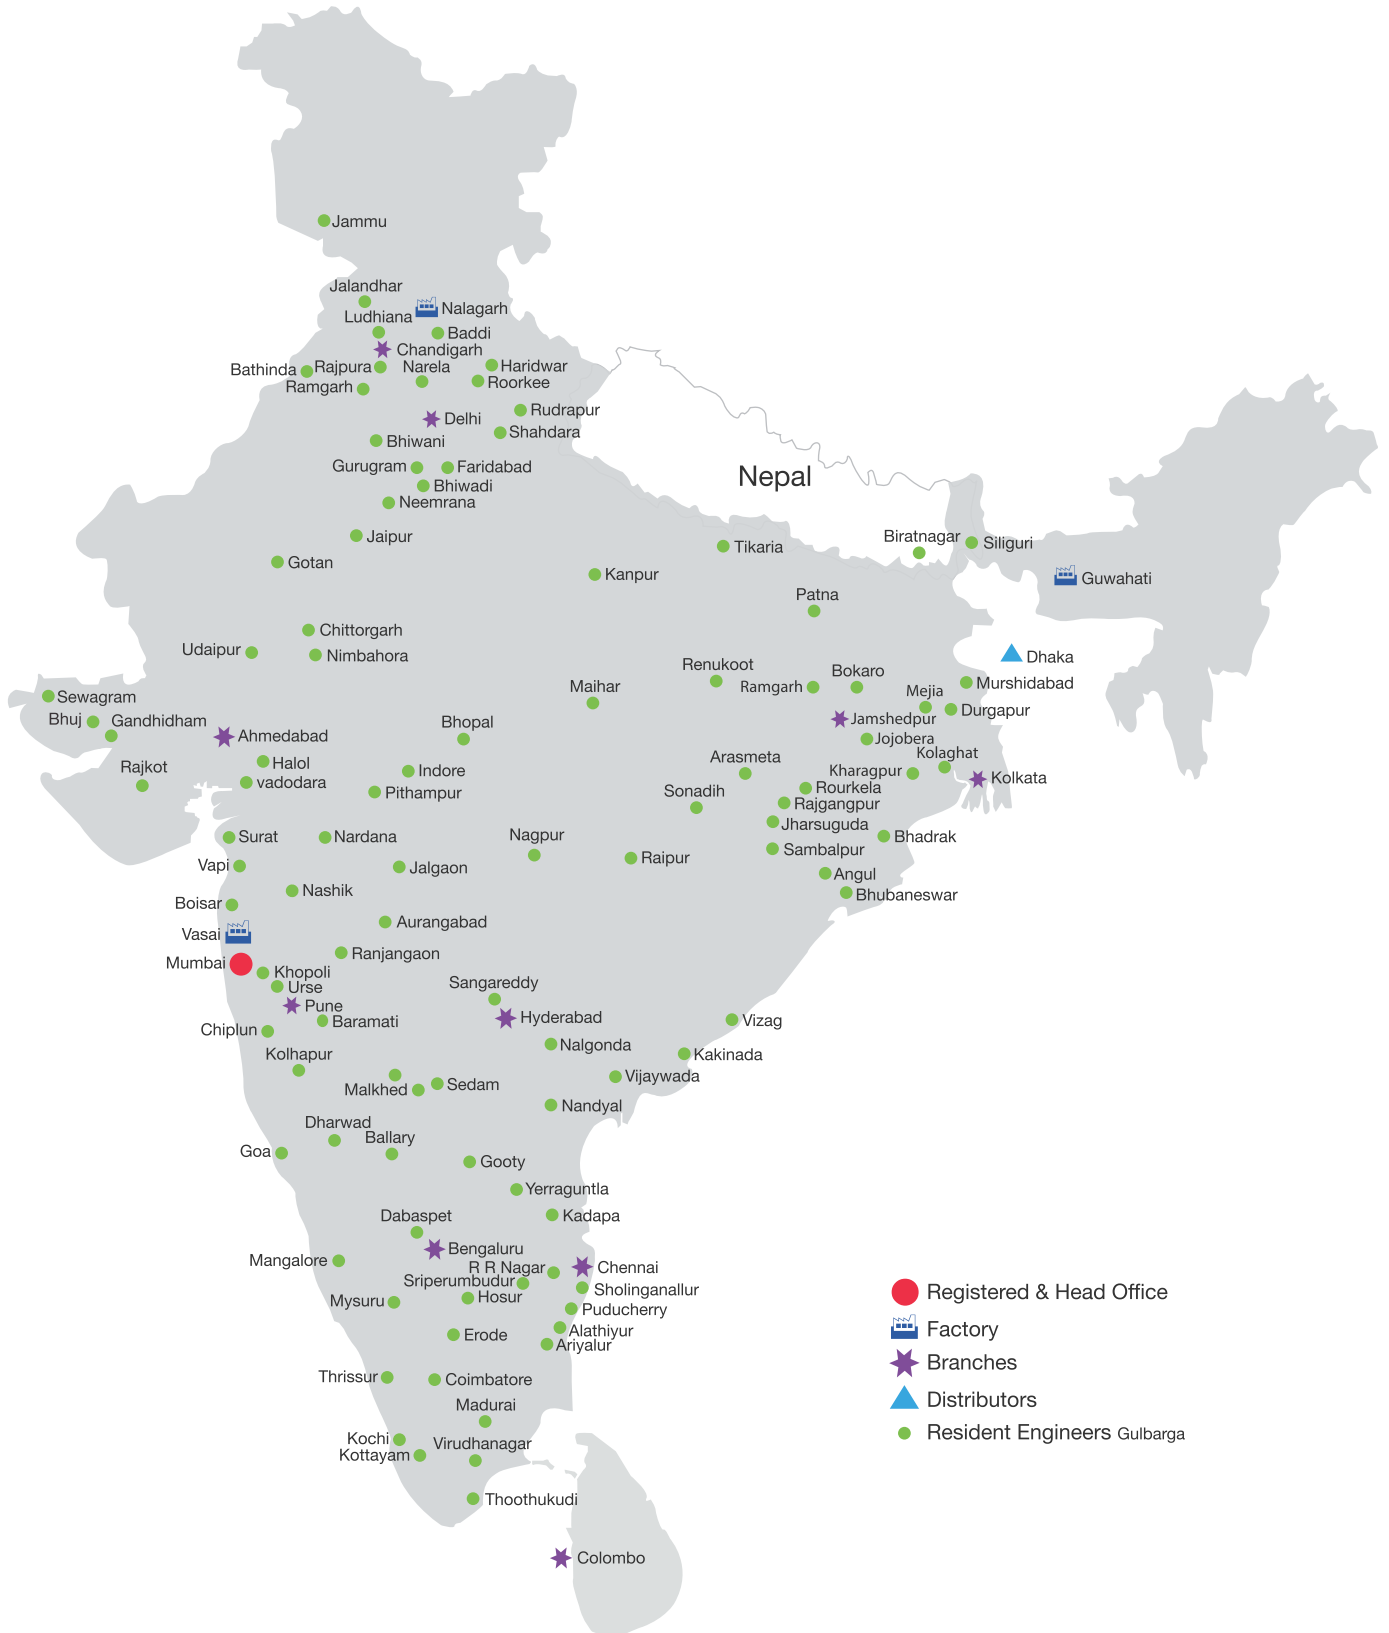 Jammu
Jalandhar
Nalagarh
Ludhiana
Baddi
Chandigarh
Bathinda
Rajpura
Narela
Haridwar
Ramgarh
Roorkee
Rudrapur
Delhi
Shahdara
Bhiwani
Gurugram
Faridabad
Nepal
Bhiwadi
Neemrana
Jaipur
Tikaria
Biratnagar
Siliguri
Gotan
Kanpur
Guwahati
Patna
Chittorgarh
Udaipur
Nimbahora
Dhaka
Renukoot
Bokaro
Ramgarh
Murshidabad
Maihar
Mejia
Sewagram
Durgapur
Bhuj
Gandhidham
Bhopal
Jamshedpur
Ahmedabad
Jojobera
Kolaghat
Arasmeta
Halol
Rajkot
Indore
Kharagpur
Kolkata
vadodara
Pithampur
Sonadih
Rourkela
Rajgangpur
Jharsuguda
Surat
Nardana
Nagpur
Bhadrak
Sambalpur
Vapi
Jalgaon
Raipur
Angul
Nashik
Bhubaneswar
Boisar
Aurangabad
Vasai
Ranjangaon
Mumbai
Khopoli
Sangareddy
Urse
Pune
Hyderabad
Baramati
Vizag
Chiplun
Nalgonda
Kolhapur
Kakinada
Vijaywada
Malkhed
Sedam
Nandyal
Dharwad
Ballary
Goa
Gooty
Yerraguntla
Dabaspet
Kadapa
Bengaluru
Mangalore
R R Nagar
Chennai
Sriperumbudur
Sholinganallur
Hosur
Mysuru
Puducherry
Alathiyur
Erode
Ariyalur
Thrissur
Coimbatore
Madurai
Kochi
Virudhanagar
Kottayam
Thoothukudi
Colombo
Registered & Head Office
Factory
Branches
Distributors
Resident Engineers Gulbarga